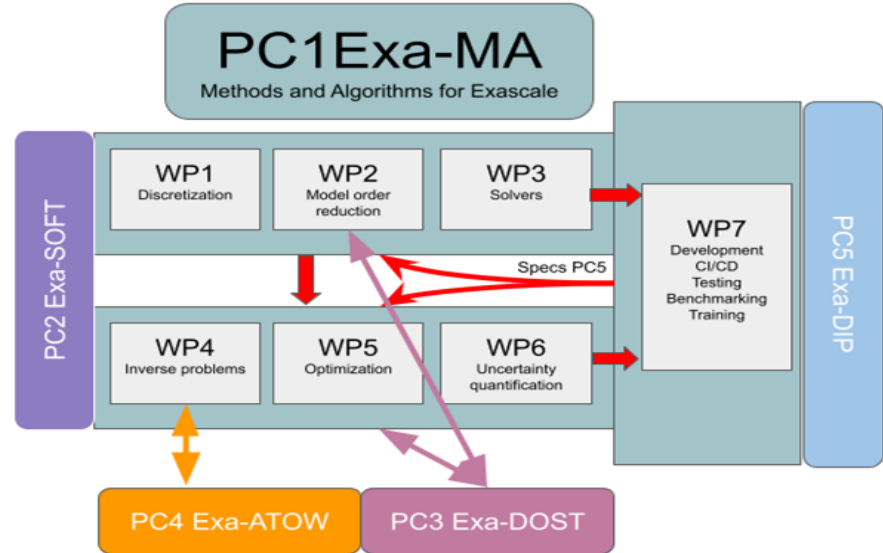 PC1Exa-MA
Methods and Algorithms for Exascale
PC2 Exa-SOFT
WP1
Discretization
WP2
Model order
reduction
WP3
Solvers
Specs PC5
WP4
Inverse problems
WP5
Optimization
WP6
Uncertainty
quantification
WP7
Development
CI/CD
Testing
Benchmarking
Training
PC5 Exa-DIP
PC4 Exa-ATOW
PC3 Exa-DOST